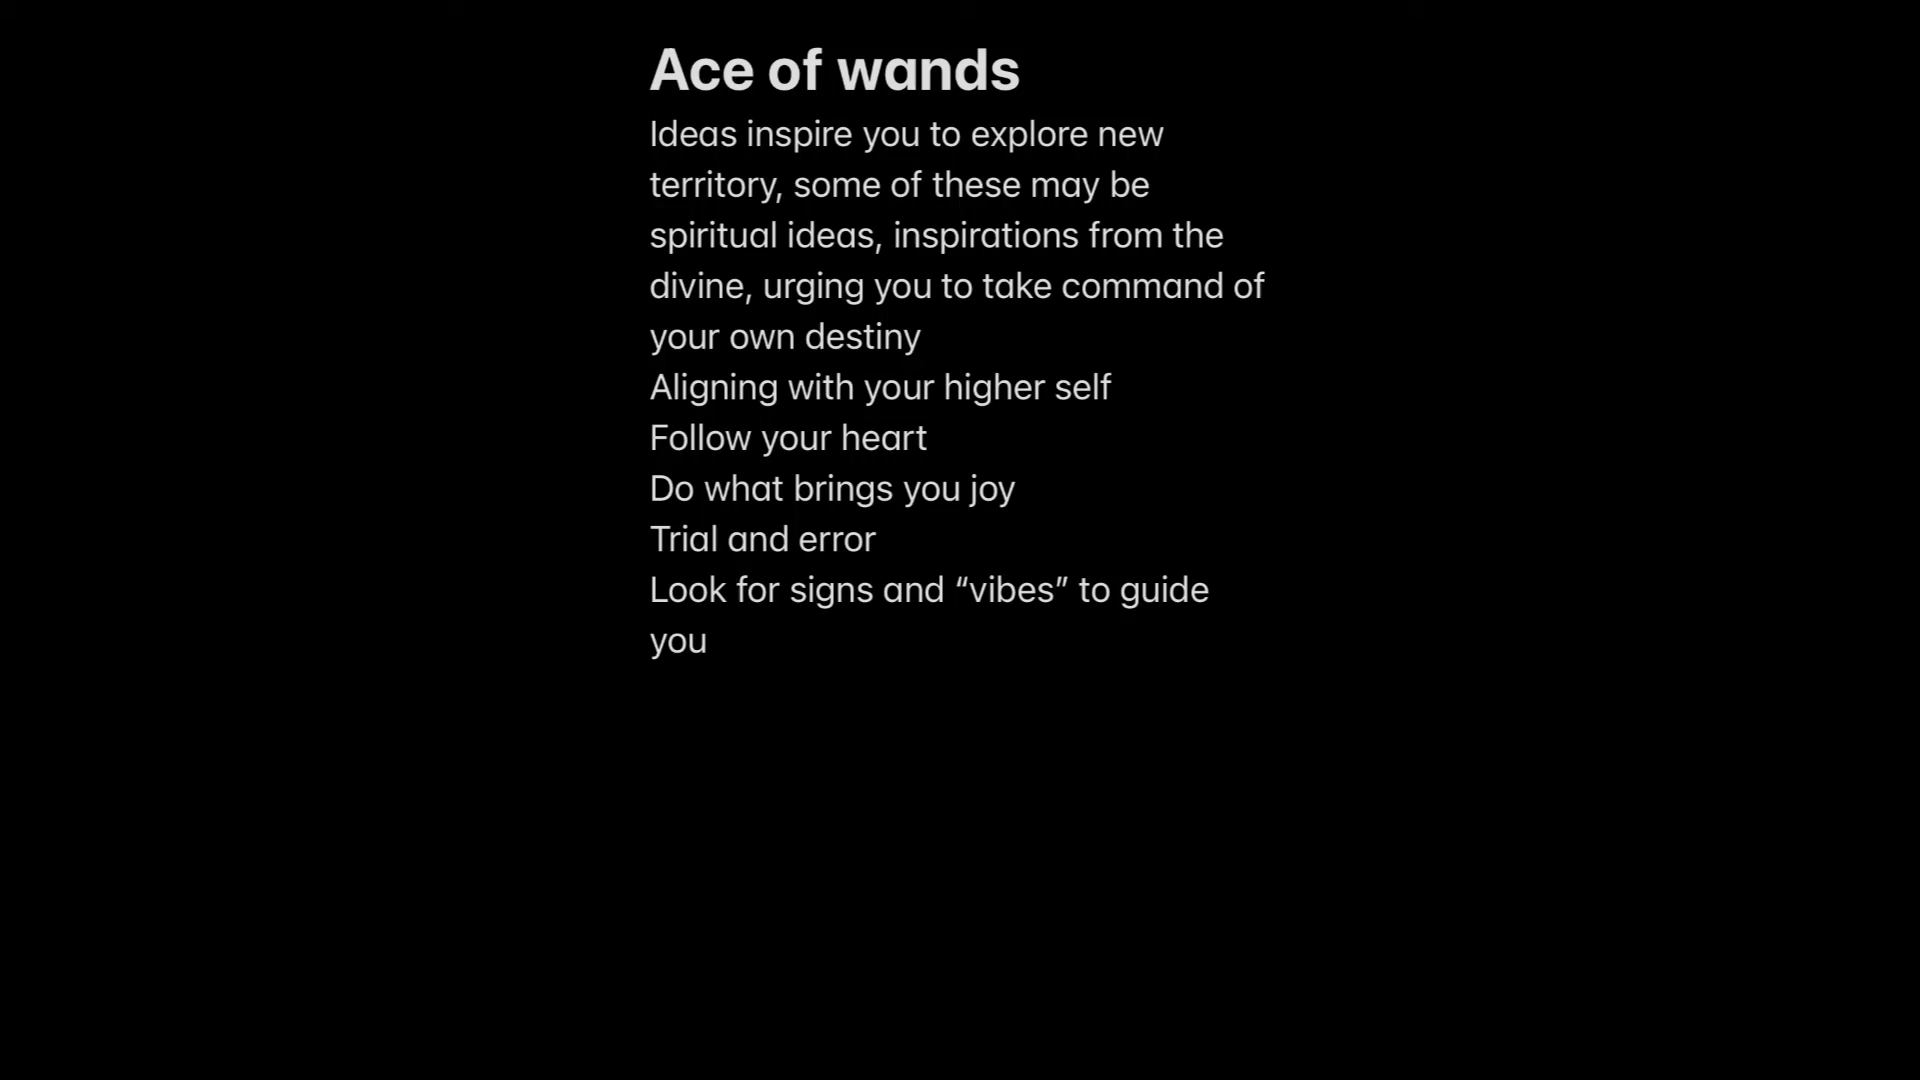 Ace of wands
Ideas inspire you to explore new
territory, some of these may be
spiritual ideas, inspirations from the
divine, urging you to take command of
your own destiny
Aligning with your higher self
Follow your heart
Do what brings you joy
Trial and error
Look for signs and “vibes” to guide
you